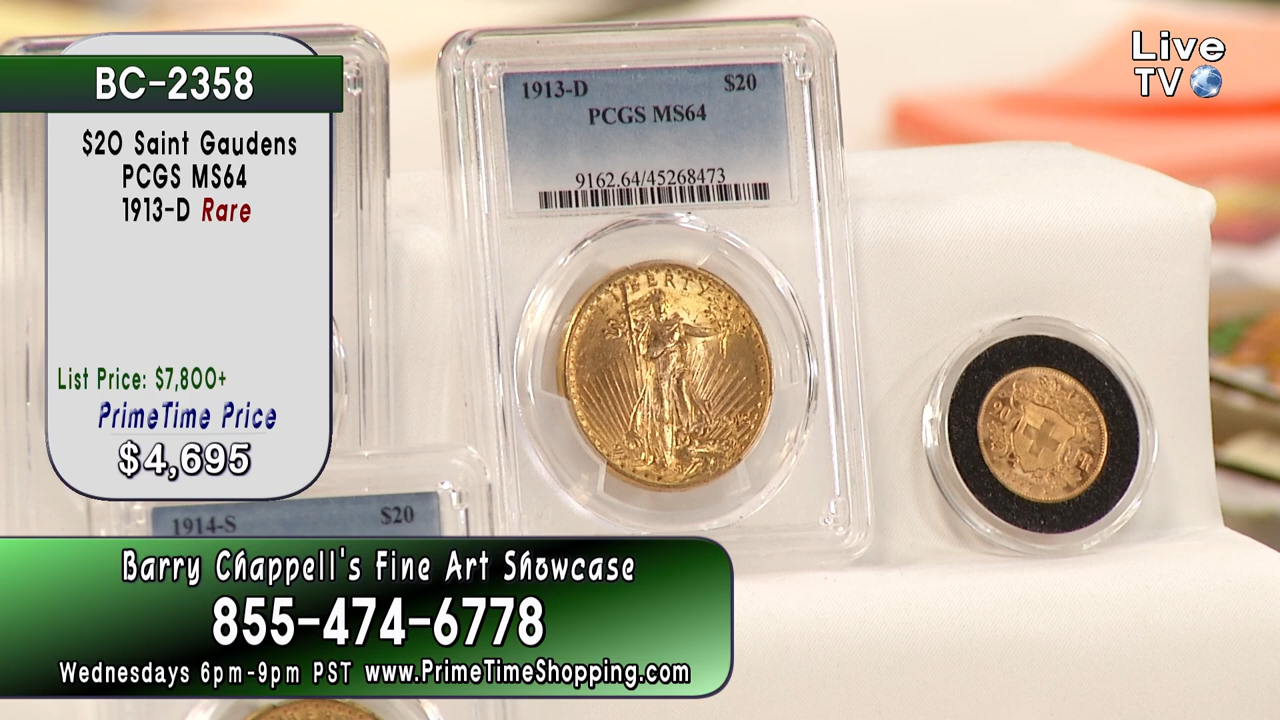 BC-2358
$20 Saint Gaudens
PCGS MS64
1913-D Rare
List Price: $7,800+
PrimeTime Price
$4,695
1913-D $20
PCGS MS64
9162.64/45268473
LIBERTY
Live
TV
1914-S $20
Barry Chappell's Fine Art Showcase
855-474-6778
Wednesdays 6pm-9pm PST www.PrimeTimeShopping.com